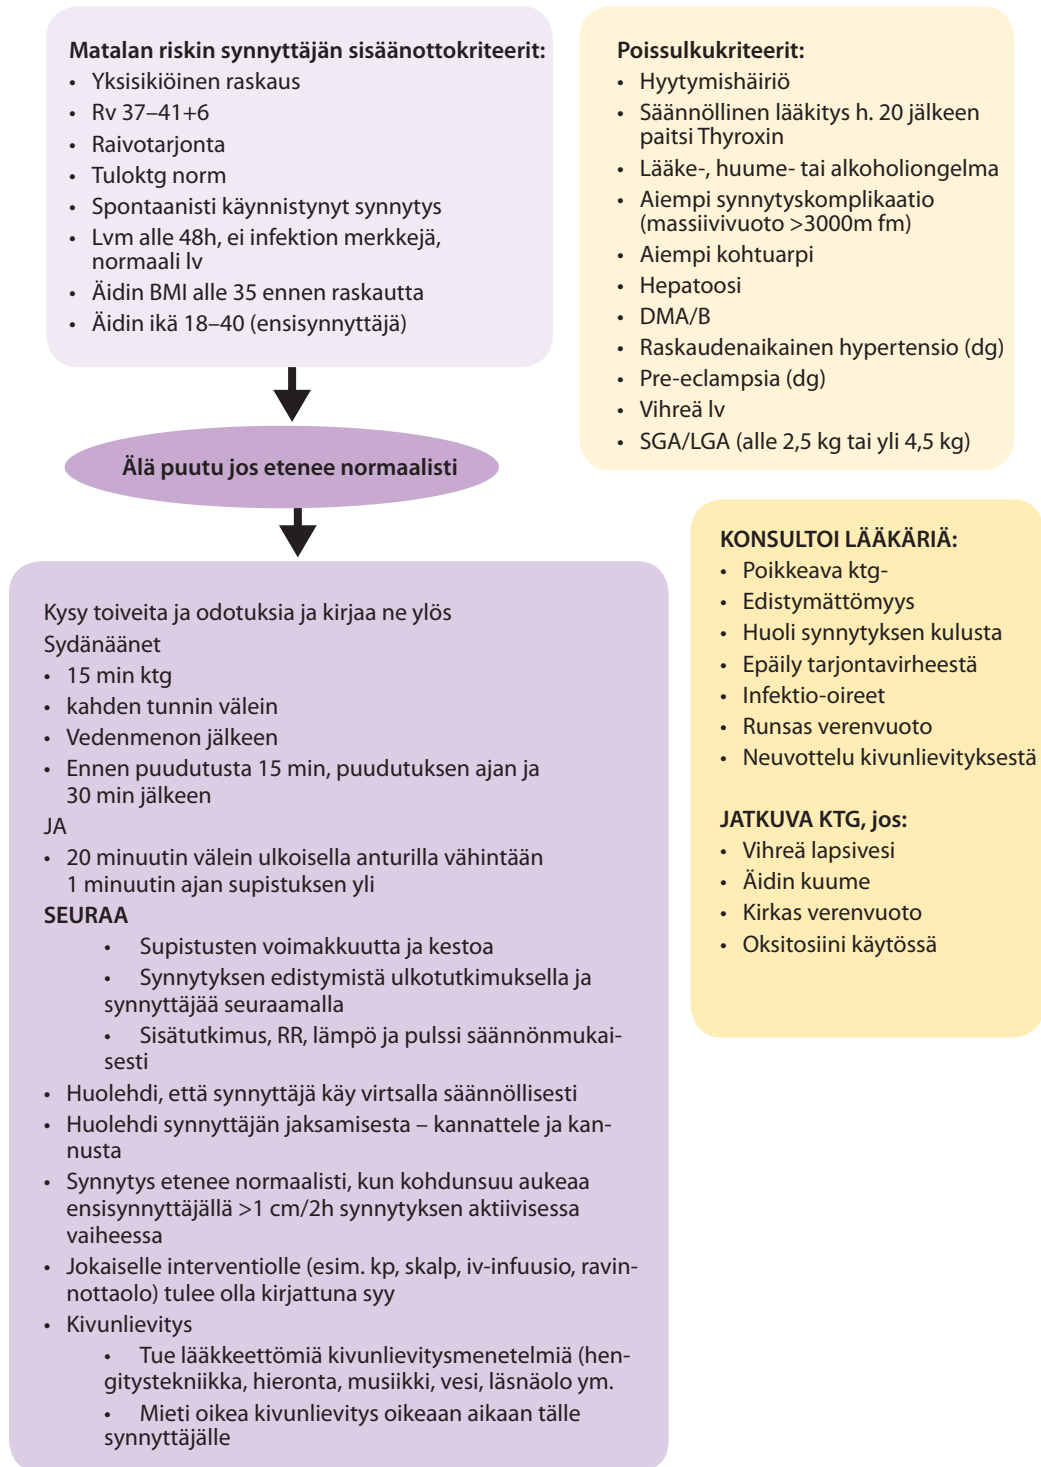 Matalan riskin synnyttäjän sisäänottokriteerit:
• Yksisikiöinen raskaus
• Rv 37–41+6
• Raivotarjonta
• Tuloktg norm
• Spontaanisti käynnistynyt synnytys
• Lvm alle 48h, ei infektion merkkejä,
normaali lv
• Äidin BMI alle 35 ennen raskautta
• Äidin ikä 18–40 (ensisynnyttäjä)
Poissulkukriteerit:
• Hyytymishäiriö
• Säännöllinen lääkitys h. 20 jälkeen
paitsi Thyroxin
• Lääke-, huume- tai alkoholiongelma
• Aiempi synnytyskomplikaatio
(massiivivuoto >3000m fm)
• Aiempi kohtuarpi
• Hepatoosi
• DMA/B
• Raskaudenaikainen hypertensio (dg)
• Pre-eclampsia (dg)
• Vihreä lv
• SGA/LGA (alle 2,5 kg tai yli 4,5 kg)
Älä puutu jos etenee normaalisti
Kysy toiveita ja odotuksia ja kirjaa ne ylös
Sydänäänet
• 15 min ktg
• kahden tunnin välein
• Vedenmenon jälkeen
• Ennen puudutusta 15 min, puudutuksen ajan ja
30 min jälkeen
JA
• 20 minuutin välein ulkoisella anturilla vähintään
1 minuutin ajan supistuksen yli
SEURAA
• Supistusten voimakkuutta ja kestoa
• Synnytyksen edistymistä ulkotutkimuksella ja
synnyttäjää seuraamalla
• Sisätutkimus, RR, lämpö ja pulssi säännönmukai-
sesti
• Huolehdi, että synnyttäjä käy virtsalla säännöllisesti
• Huolehdi synnyttäjän jaksamisesta – kannattele ja kan-
nusta
• Synnytys etenee normaalisti, kun kohdunsuu aukeaa
ensisynnyttäjällä >1 cm/2h synnytyksen aktiivisessa
vaiheessa
• Jokaiselle interventiolle (esim. kp, skalp, iv-infuusio, ravin-
nottaolo) tulee olla kirjattuna syy
• Kivunlievitys
• Tue lääkkeettömiä kivunlievitysmenetelmiä (hen-
gitystekniikka, hieronta, musiikki, vesi, läsnäolo ym.
• Mieti oikea kivunlievitys oikeaan aikaan tälle
synnyttäjälle
KONSULTOI LÄÄKÄRIÄ:
• Poikkeava ktg-
• Edistymättömyys
• Huoli synnytyksen kulusta
• Epäily tarjontavirheestä
• Infektio-oireet
• Runsas verenvuoto
• Neuvottelu kivunlievityksestä
JATKUVA KTG, jos:
• Vihreä lapsivesi
• Äidin kuume
• Kirkas verenvuoto
• Oksitosiini käytössä